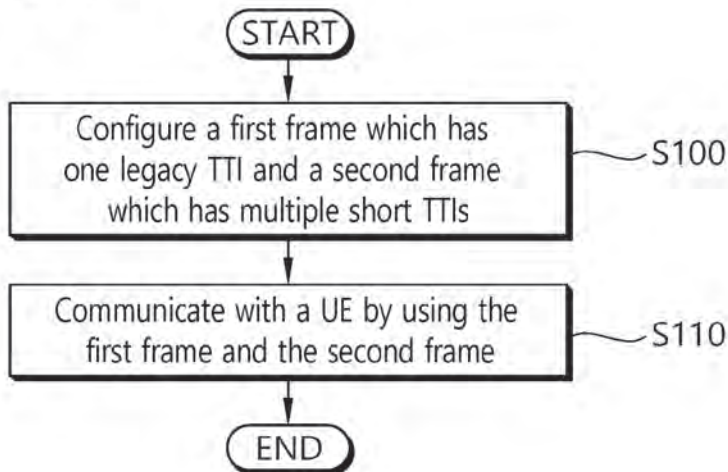 START
Configure a first frame which has
one legacy TTI and a second frame
which has multiple short TTIs
S100
Communicate with a UE by using the
first frame and the second frame
S110
END